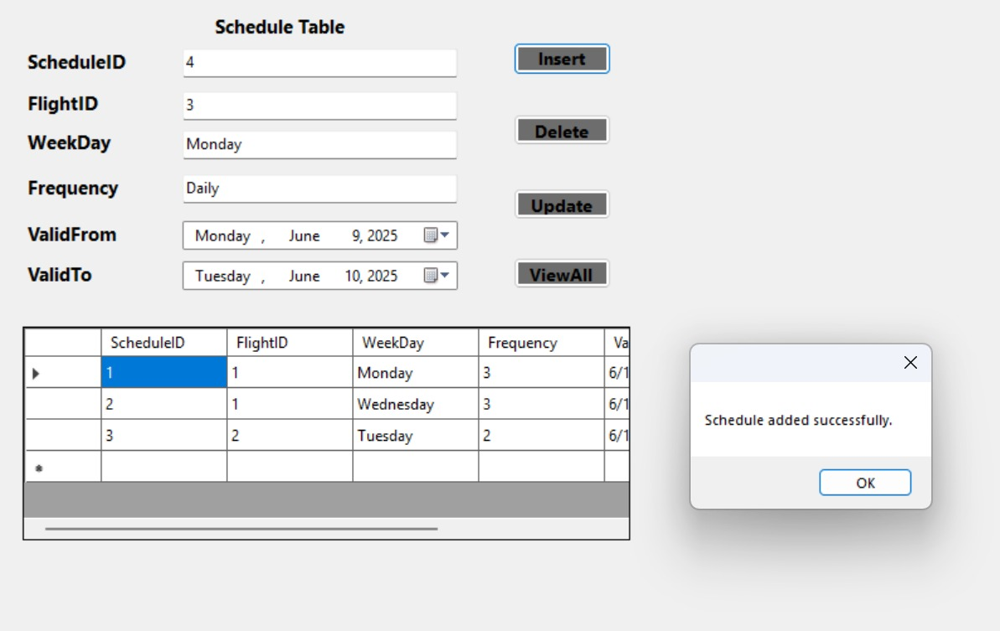 Schedule Table
ScheduleID 4 Insert
FlightID 3
WeekDay Monday Delete
Frequency Daily Update
ValidFrom Monday , June 9, 2025
ValidTo Tuesday , June 10, 2025 ViewAll
ScheduleID FlightID WeekDay Frequency Va
1 1 Monday 3 6/1
2 1 Wednesday 3 6/1
3 2 Tuesday 2 6/1
Schedule added successfully.
OK